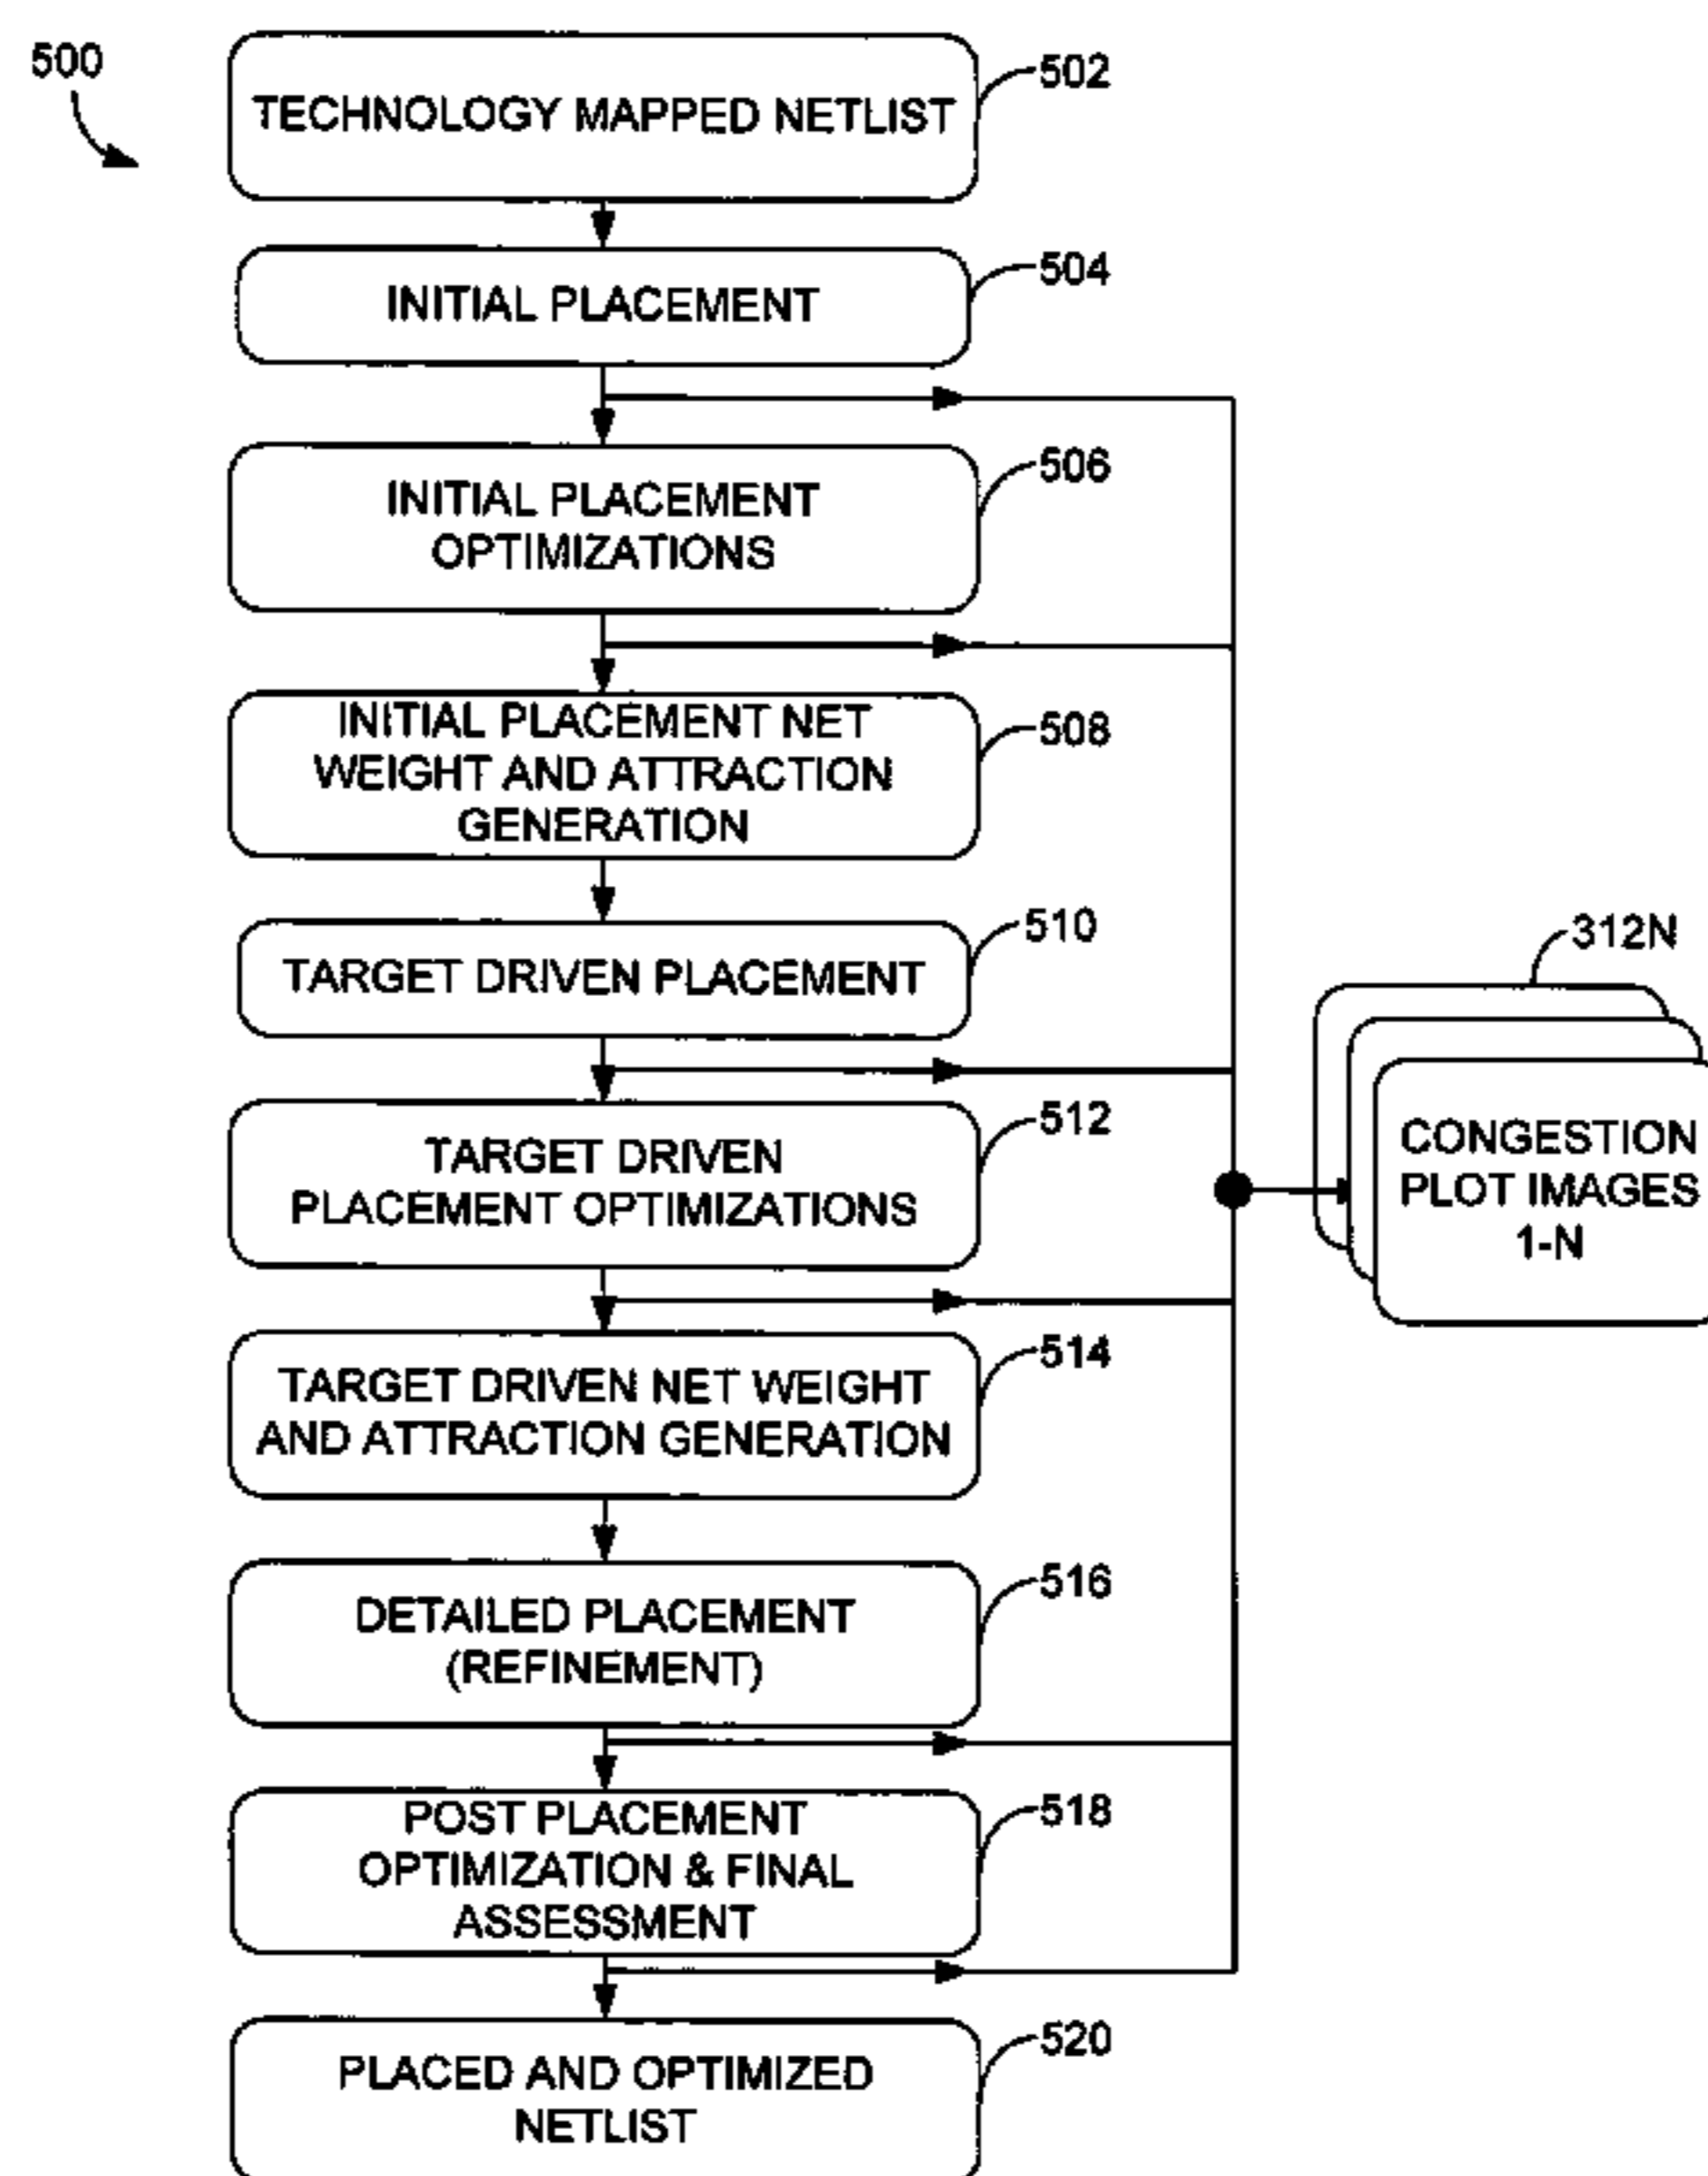 500
502
TECHNOLOGY MAPPED NETLIST
504
INITIAL PLACEMENT
506
INITIAL PLACEMENT
OPTIMIZATIONS
508
INITIAL PLACEMENT NET
WEIGHT AND ATTRACTION
GENERATION
510
TARGET DRIVEN PLACEMENT
312N
512
TARGET DRIVEN
PLACEMENT OPTIMIZATIONS
CONGESTION
PLOT IMAGES
1-N
514
TARGET DRIVEN NET WEIGHT
AND ATTRACTION GENERATION
516
DETAILED PLACEMENT
(REFINEMENT)
518
POST PLACEMENT
OPTIMIZATION & FINAL
ASSESSMENT
520
PLACED AND OPTIMIZED
NETLIST